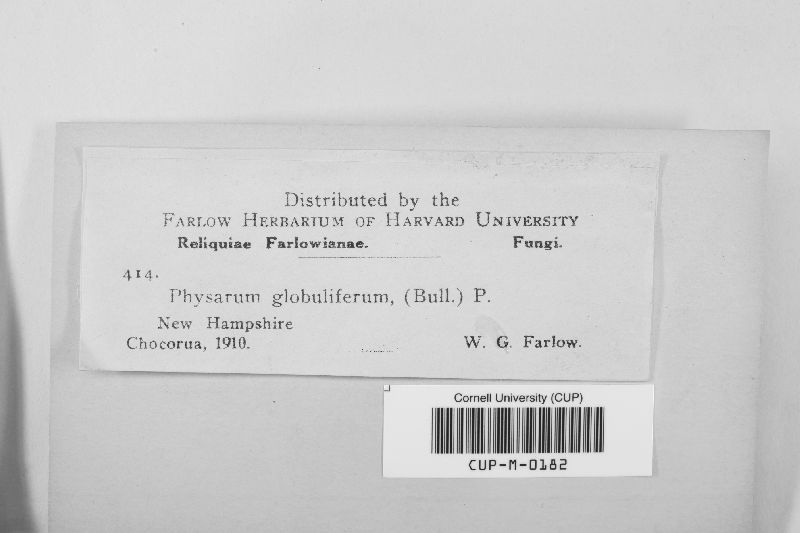 Distributed by the
FARLOW HERBARIUM OF HARVARD UNIVERSITY
Reliquiae Farlowianae. Fungi.
414.
Physarum globuliferum, (Bull.) P.
New Hampshire
Chocorua, 1910. W. G. Farlow.
Cornell University (CUP)
CUP-M-0182